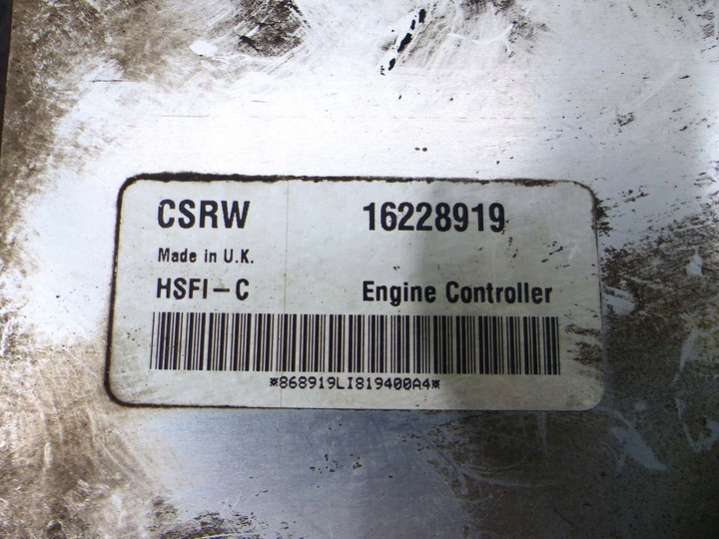 CSRW 16228919
Made in U.K.
HSFI-C Engine Controller
*868919LI819400A4*